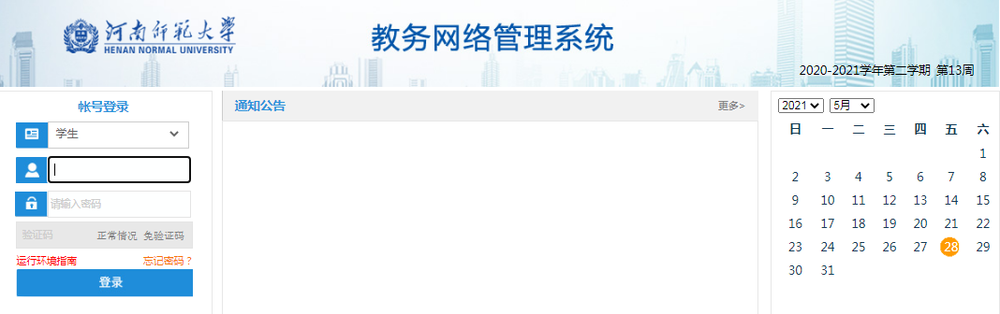 河南师范大学
HENAN NORMAL UNIVERSITY
教务网络管理系统
2020-2021学年第二学期 第13周
帐号登录
学生
请输入密码
验证码 正常情况 免验证码
运行环境指南 忘记密码？
登录
通知公告 更多>
2021 5月
日 一 二 三 四 五 六
1
2 3 4 5 6 7 8
9 10 11 12 13 14 15
16 17 18 19 20 21 22
23 24 25 26 27 28 29
30 31